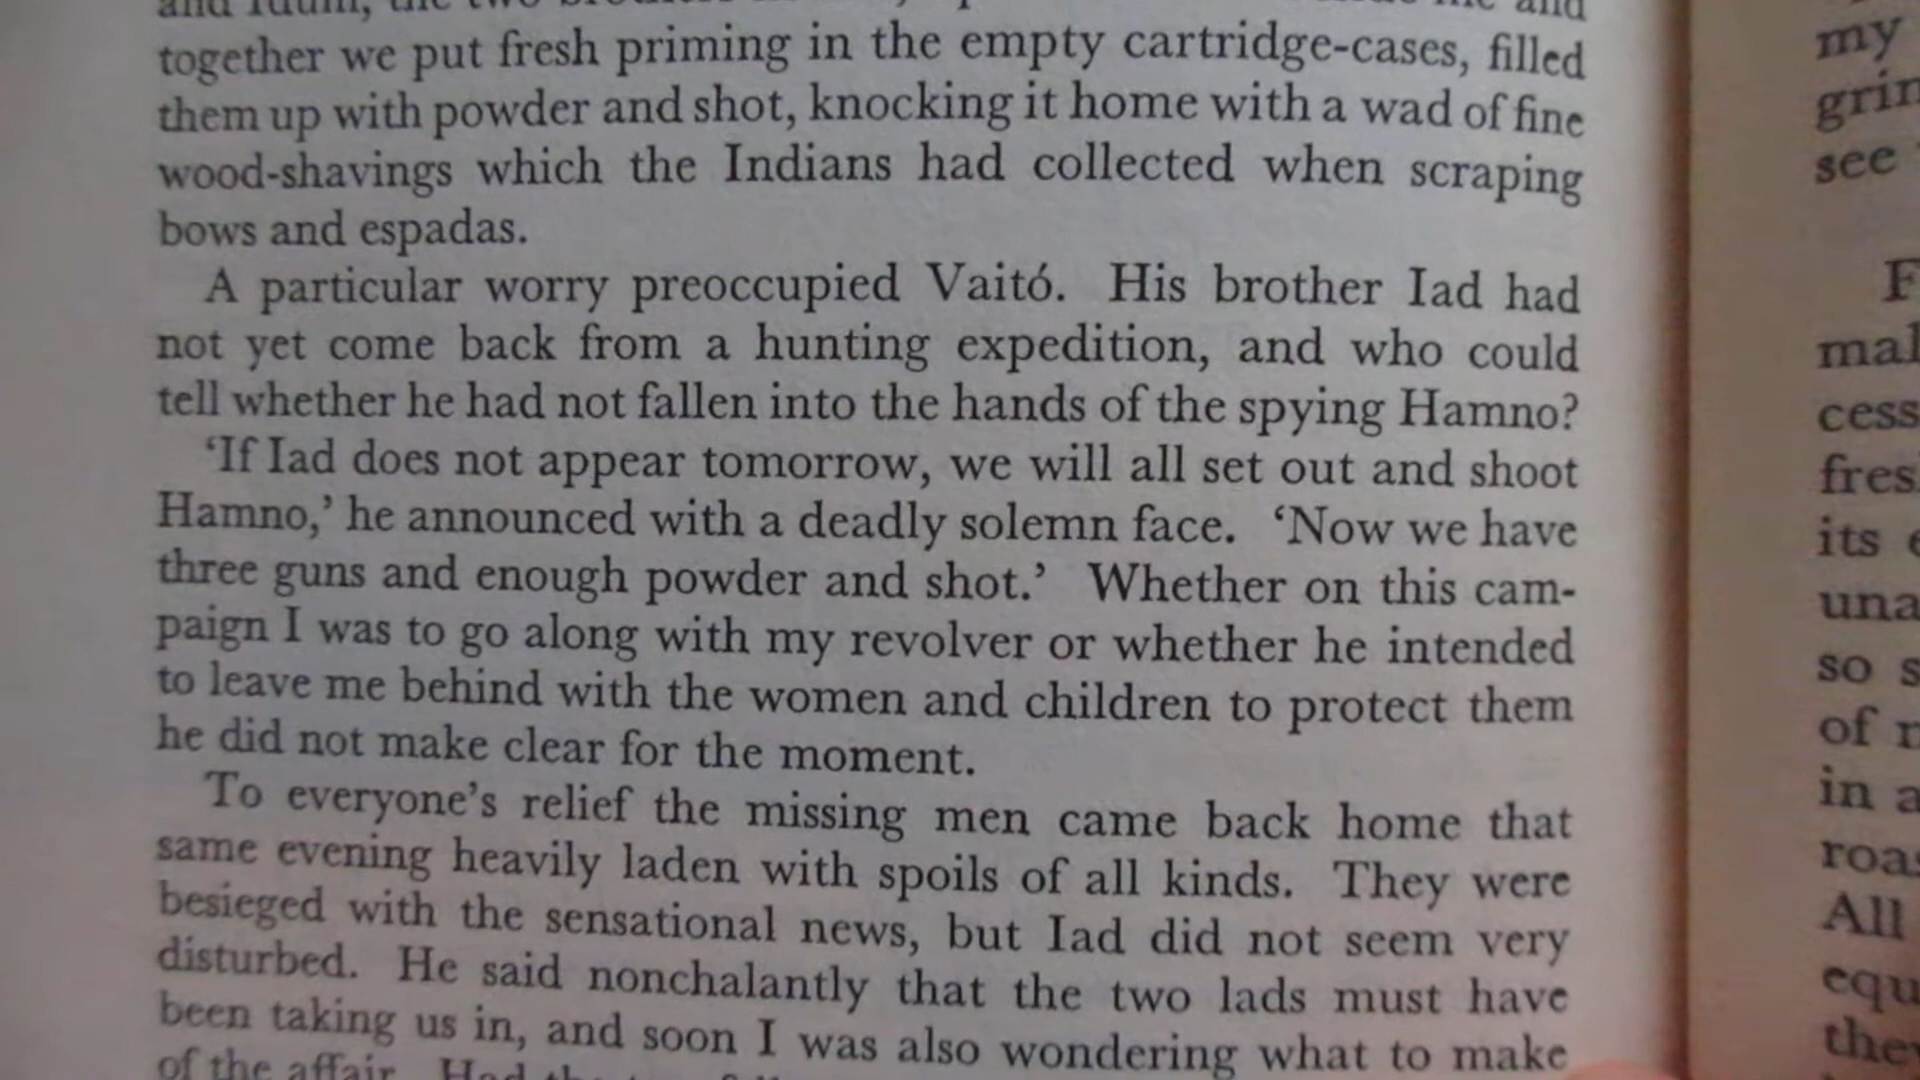 together we put fresh priming in the empty cartridge-cases, filled
them up with powder and shot, knocking it home with a wad of fine
wood-shavings which the Indians had collected when scraping
bows and espadas.
A particular worry preoccupied Vaitó. His brother Iad had
not yet come back from a hunting expedition, and who could
tell whether he had not fallen into the hands of the spying Hamno?
‘If Iad does not appear tomorrow, we will all set out and shoot
Hamno,’ he announced with a deadly solemn face. ‘Now we have
three guns and enough powder and shot.’ Whether on this cam-
paign I was to go along with my revolver or whether he intended
to leave me behind with the women and children to protect them
he did not make clear for the moment.
To everyone’s relief the missing men came back home that
same evening heavily laden with spoils of all kinds. They were
besieged with the sensational news, but Iad did not seem very
disturbed. He said nonchalantly that the two lads must have
been taking us in, and soon I was also wondering what to make
of the affair. Had
my
see
its
so
of
in
All